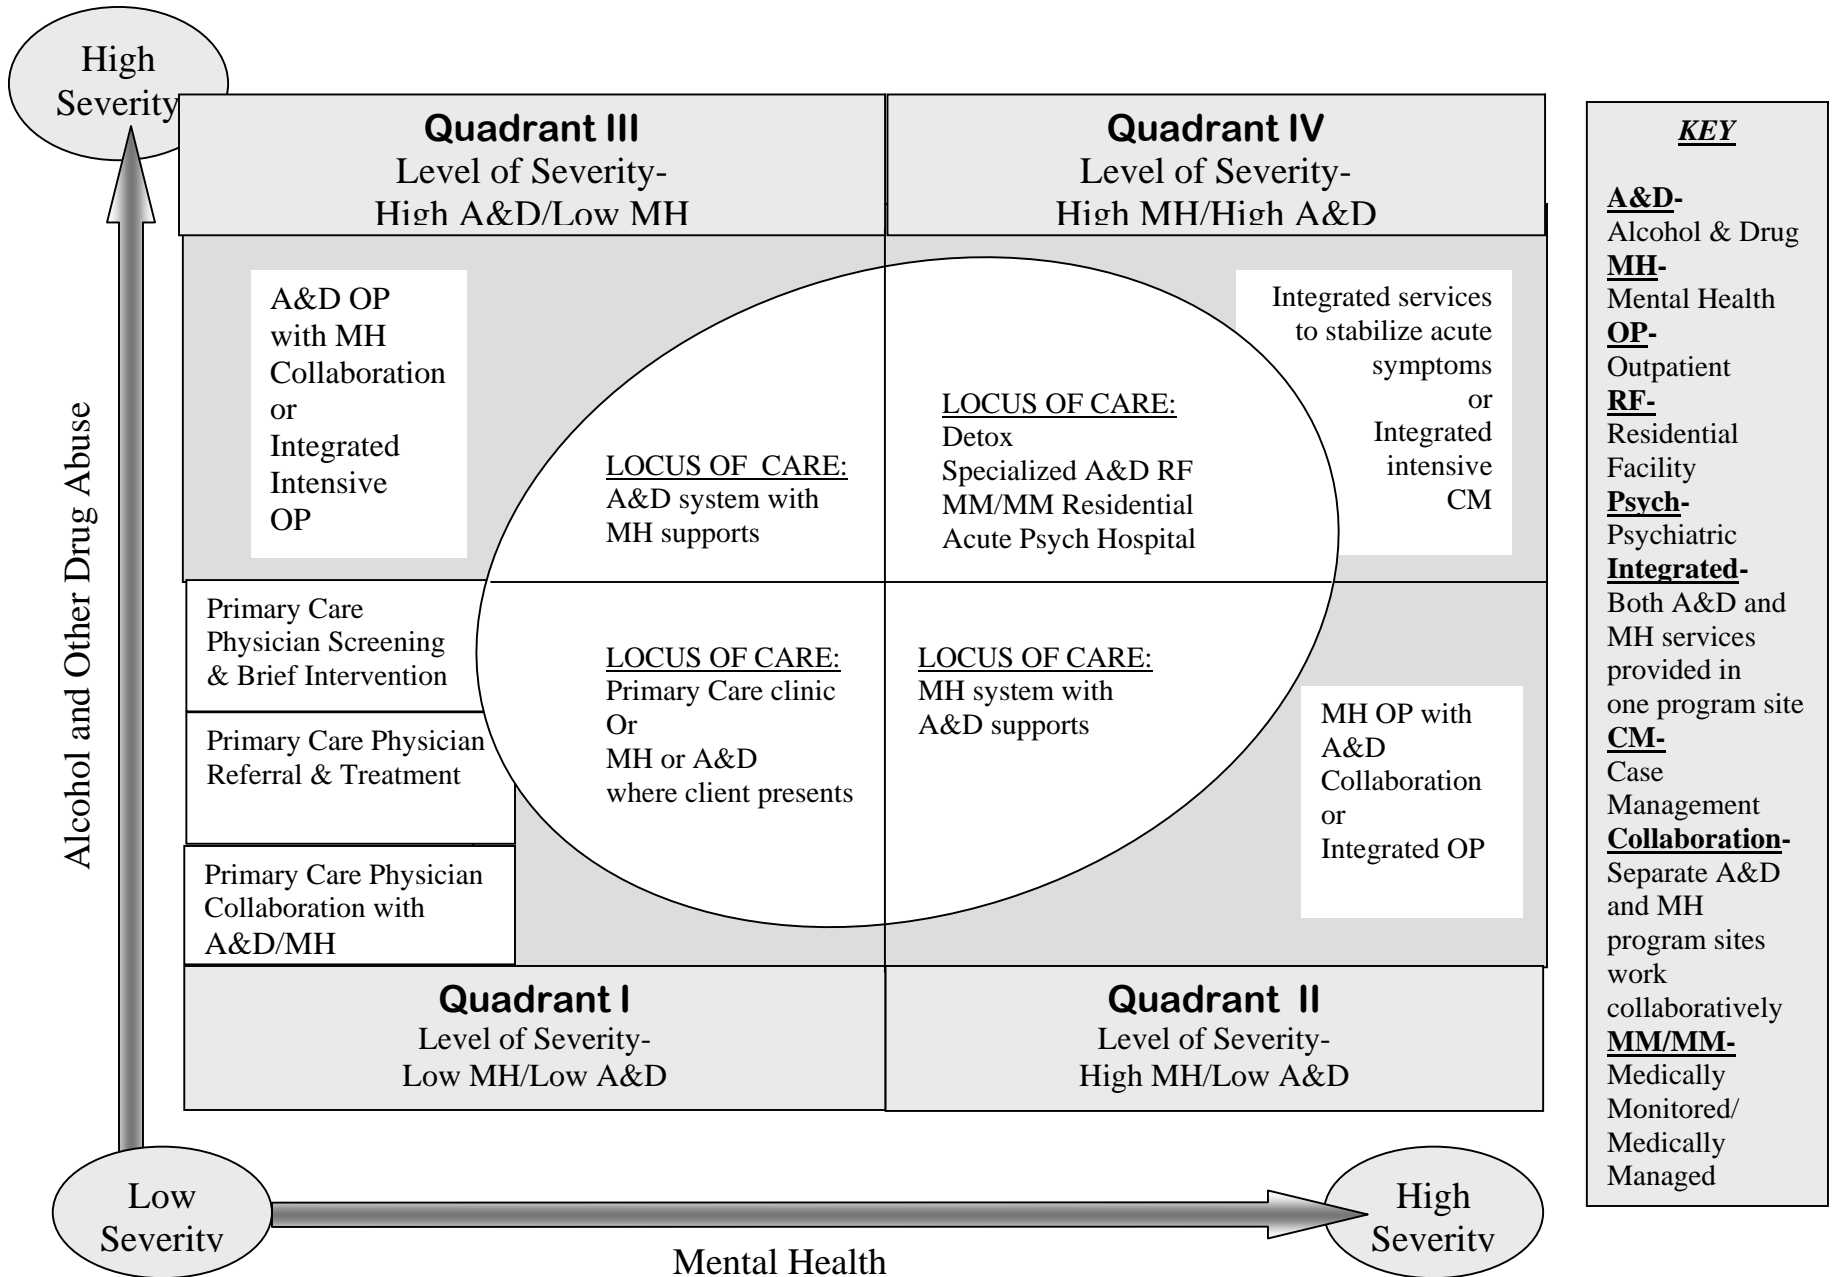 High
Severity
Quadrant III
Level of Severity-
High A&D/Low MH
Quadrant IV
Level of Severity-
High MH/High A&D
A&D OP
with MH
Collaboration
or
Integrated
Intensive
OP
LOCUS OF CARE:
A&D system with
MH supports
LOCUS OF CARE:
Detox
Specialized A&D RF
MM/MM Residential
Acute Psych Hospital
Integrated services
to stabilize acute
symptoms
or
Integrated
intensive
CM
Alcohol and Other Drug Abuse
Primary Care
Physician Screening
& Brief Intervention
Primary Care Physician
Referral & Treatment
Primary Care Physician
Collaboration with
A&D/MH
LOCUS OF CARE:
Primary Care clinic
Or
MH or A&D
where client presents
LOCUS OF CARE:
MH system with
A&D supports
MH OP with
A&D
Collaboration
or
Integrated OP
Quadrant I
Level of Severity-
Low MH/Low A&D
Quadrant II
Level of Severity-
High MH/Low A&D
Low
Severity
Mental Health
High
Severity
KEY
A&D-
Alcohol & Drug
MH-
Mental Health
OP-
Outpatient
RF-
Residential
Facility
Psych-
Psychiatric
Integrated-
Both A&D and
MH services
provided in
one program site
CM-
Case
Management
Collaboration-
Separate A&D
and MH
program sites
work
collaboratively
MM/MM-
Medically
Monitored/
Medically
Managed